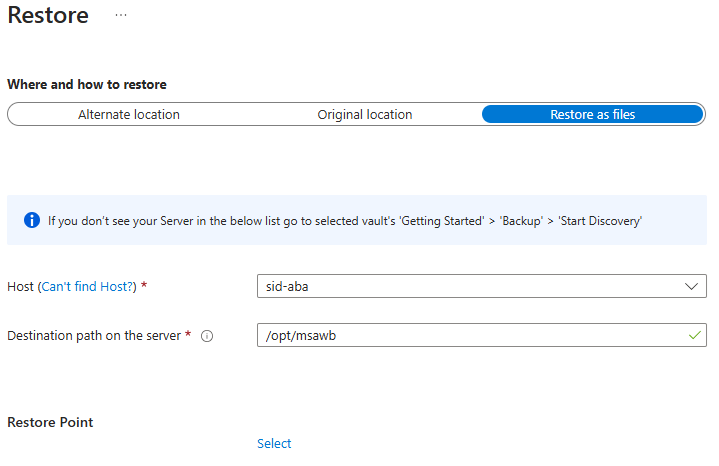 Restore ...
Where and how to restore
Alternate location Original location Restore as files
If you don't see your Server in the below list go to selected vault's 'Getting Started' > 'Backup' > 'Start Discovery'
Host (Can't find Host?) * sid-aba
Destination path on the server * /opt/msawb
Restore Point
Select